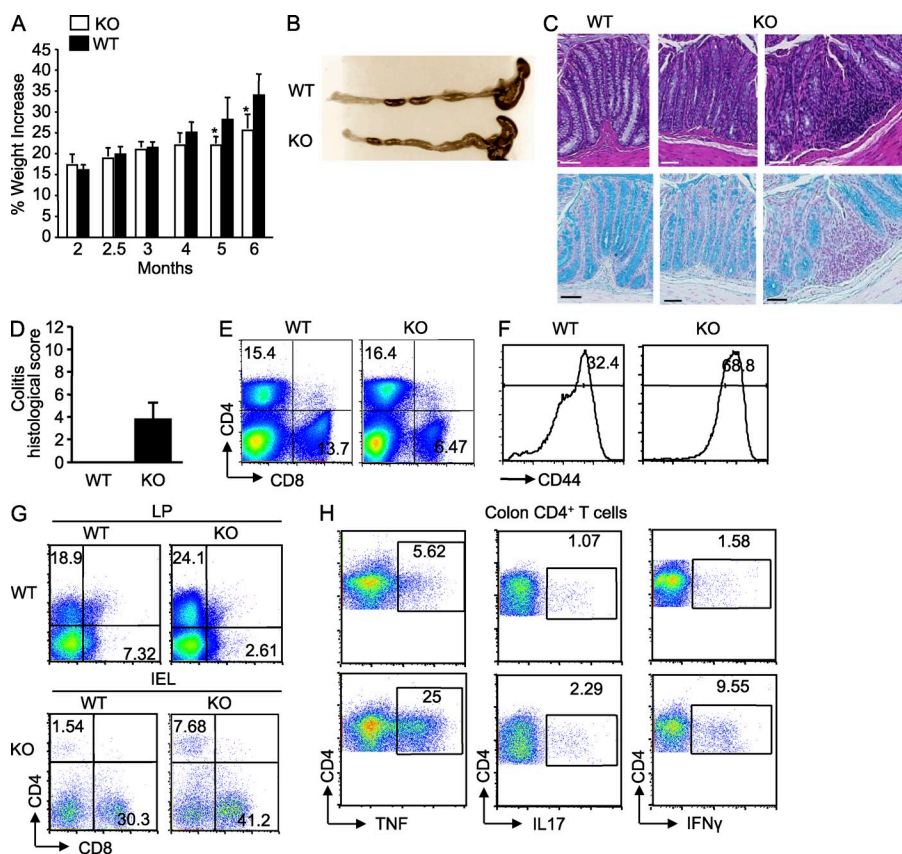 A
KO
WT
% Weight Increase
45
40
35
30
25
20
15
10
5
0
*
*
2 2.5 3 4 5 6
Months
B
WT
KO
C
WT KO
D
Colitis
histological score
12
10
8
6
4
2
0
WT KO
E
WT KO
15.4 16.4
13.7 6.47
CD4
CD8
F
WT KO
32.4 68.8
CD44
G
LP
WT KO
WT
18.9 24.1
7.32 2.61
IEL
WT KO
KO
1.54 7.68
30.3 41.2
CD4
CD8
H
Colon CD4⁺ T cells
5.62 1.07 1.58
25 2.29 9.55
CD4 CD4 CD4
TNF IL17 IFNγ